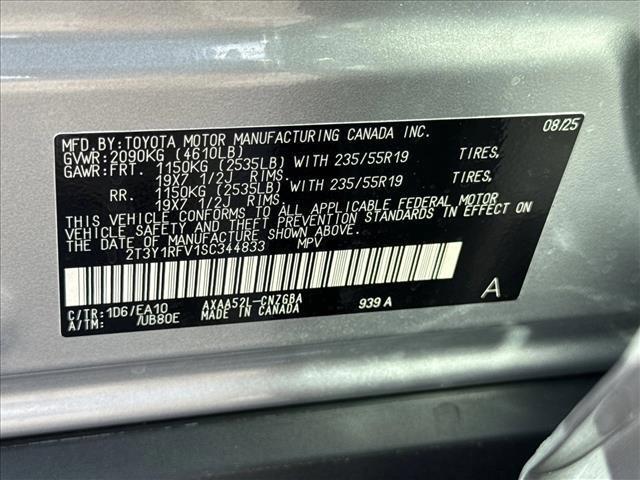 MFD.BY:TOYOTA MOTOR MANUFACTURING CANADA INC. 08/25
GVWR:2090KG (4610LB)
GAWR:FRT. 1150KG (2535LB) WITH 235/55R19 TIRES,
19X7 1/2J RIMS.
RR. 1150KG (2535LB) WITH 235/55R19 TIRES,
19X7 1/2J RIMS.
THIS VEHICLE CONFORMS TO ALL APPLICABLE FEDERAL MOTOR
VEHICLE SAFETY AND THEFT PREVENTION STANDARDS IN EFFECT ON
THE DATE OF MANUFACTURE SHOWN ABOVE.
2T3Y1RFV1SC344833 MPV
C/TR:1D6/EA10 AXAA52L-CNZGBA 939 A A
A/TM: /UB80E MADE IN CANADA